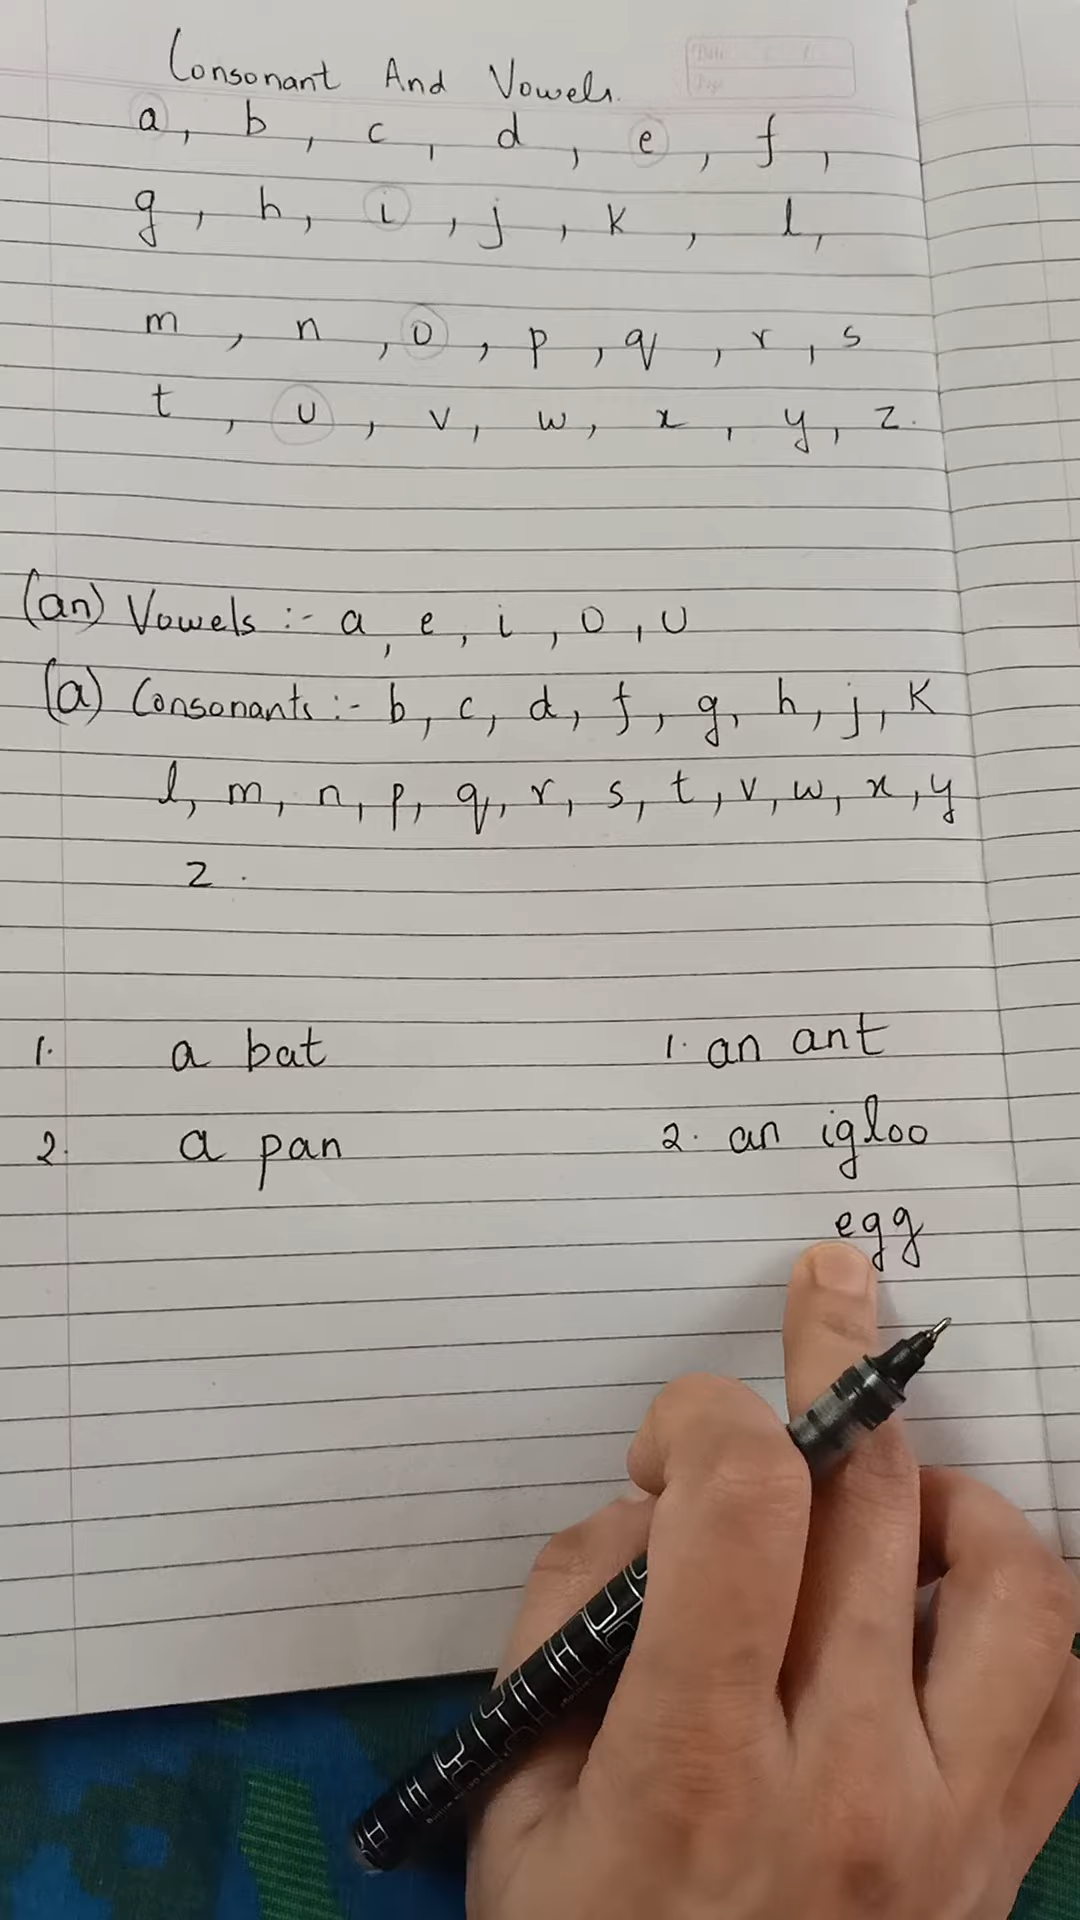 Consonant And Vowels.
a, b, c, d, e, f,
g, h, i, j, k, l,
m, n, o, p, q, r, s
t, u, v, w, x, y, z.
(an) Vowels :- a, e, i, o, u
(a) Consonants :- b, c, d, f, g, h, j, k
l, m, n, p, q, r, s, t, v, w, x, y
z.
1. a bat 1. an ant
2. a pan 2. an igloo
egg